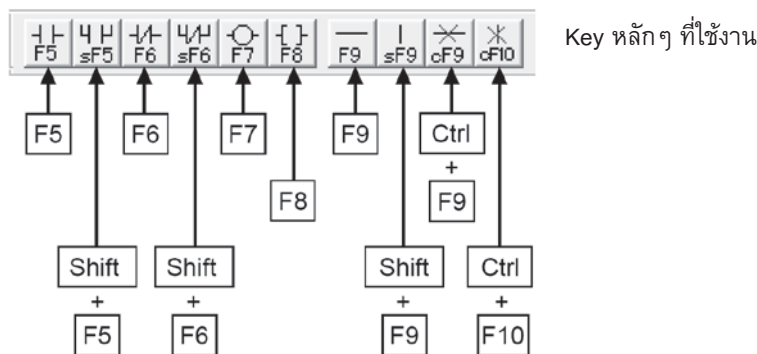 F5 sF5 F6 sF6 F7 F8 F9 sF9 cF9 cF10
Key หลักๆ ที่ใช้งาน
F5 F6 F7 F9 Ctrl
+
F8 F9
Shift Shift Shift Ctrl
+ + + +
F5 F6 F9 F10